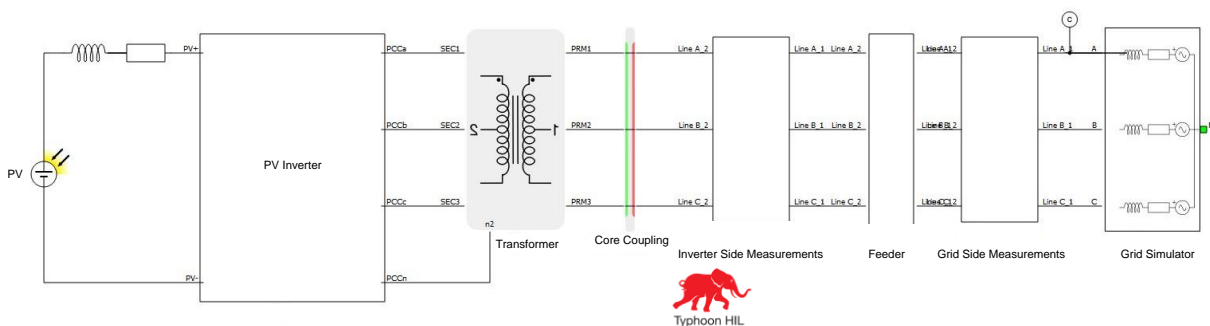 C
PV+
PCCa
SEC1
PRM1
Line A_2
Line A_1
Line A_2
Line A_1
A
2
1
PCCb
SEC2
PRM2
Line B_2
Line B_1
Line B_2
Line B_1
B
PV
PV Inverter
PCCc
SEC3
PRM3
Line C_2
Line C_1
Line C_2
Line C_1
C
n2
Transformer
Core Coupling
Inverter Side Measurements
Feeder
Grid Side Measurements
Grid Simulator
PV-
PCCn
Typhoon HIL